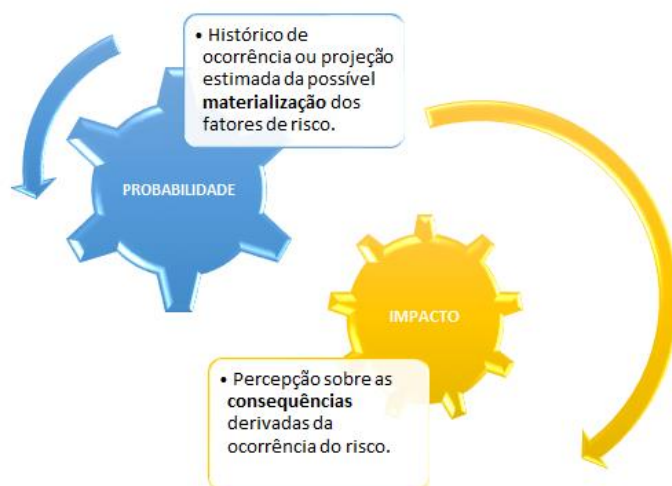 • Histórico de
ocorrência ou projeção
estimada da possível
materialização dos
fatores de risco.
PROBABILIDADE
IMPACTO
• Percepção sobre as
consequências
derivadas da
ocorrência do risco.